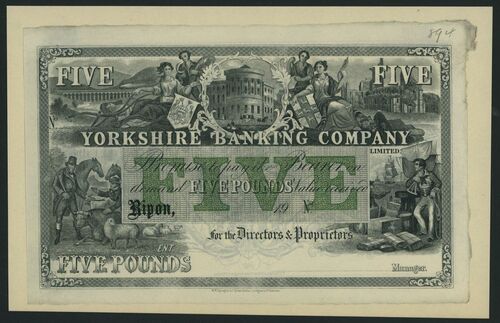 894
FIVE FIVE
YORKSHIRE BANKING COMPANY
LIMITED.
Promise to pay the Bearer on
demand FIVE POUNDS Value received
FIVE
Ripon, 19 N
For the Directors & Proprietors
ENT
FIVE POUNDS
Manager.